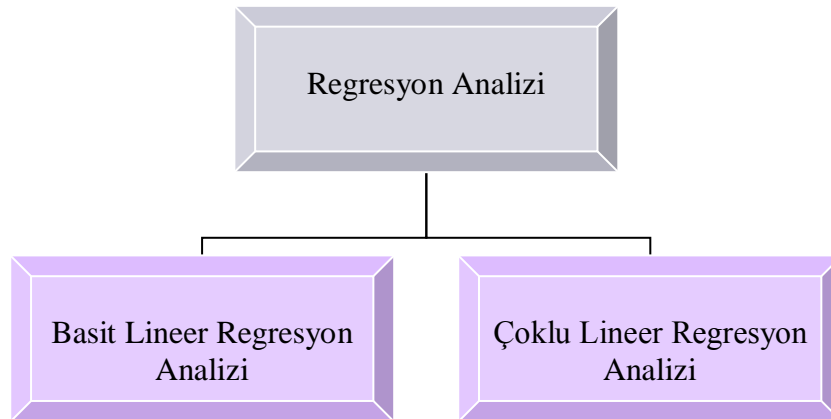 Regresyon Analizi
Basit Lineer Regresyon
Analizi
Çoklu Lineer Regresyon
Analizi